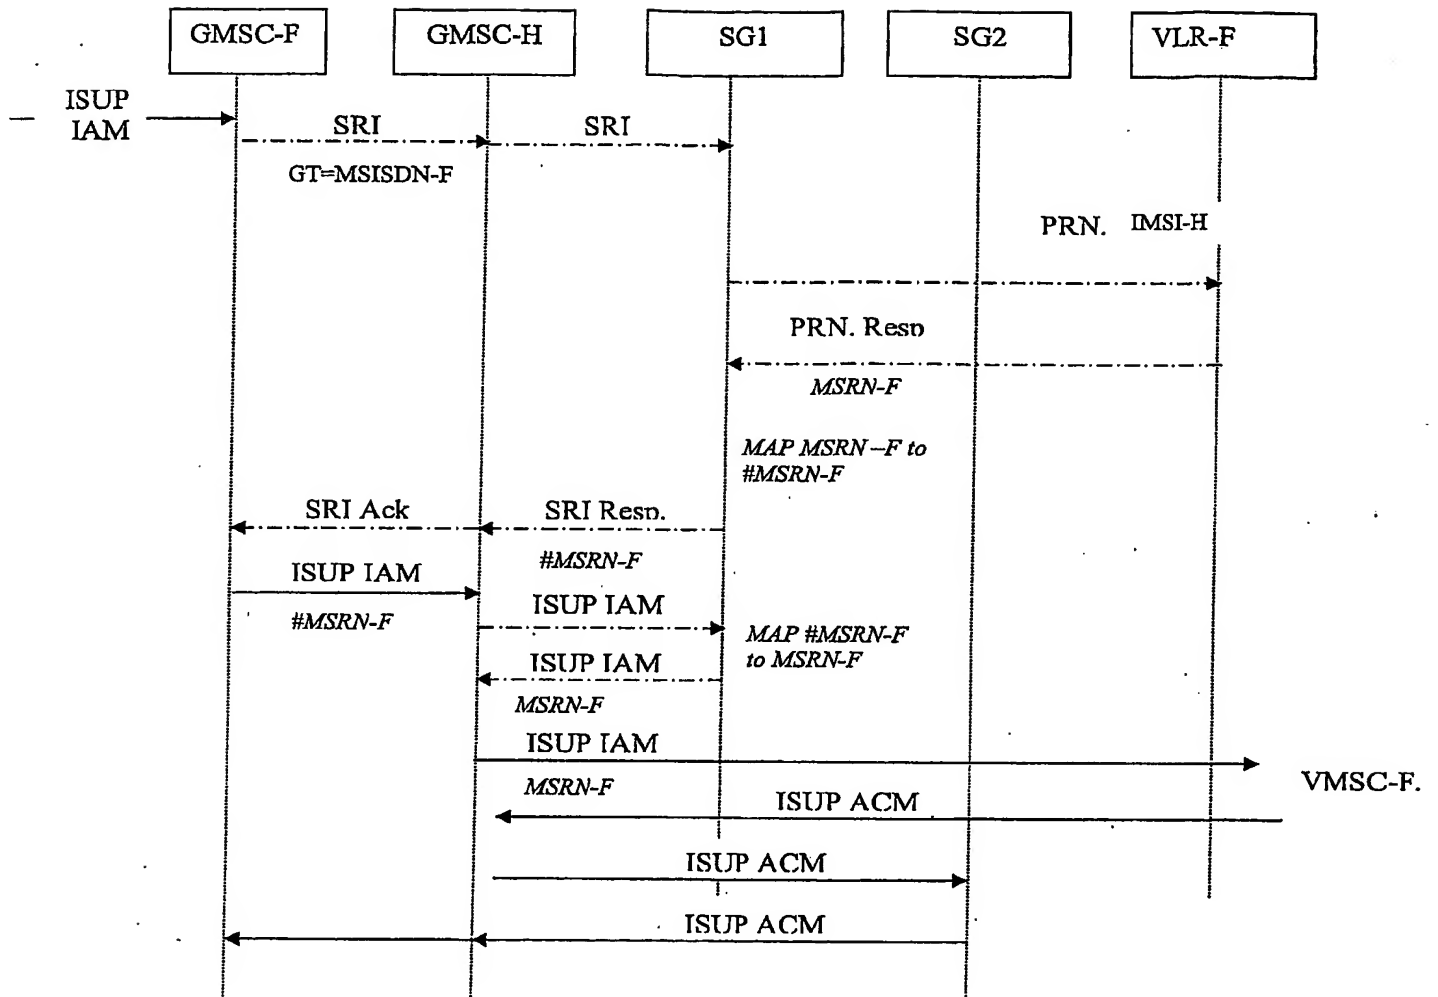 GMSC-F
GMSC-H
SG1
SG2
VLR-F
ISUP
IAM
SRI
SRI
GT=MSISDN-F
PRN. IMSI-H
PRN. Resp
MSRN-F
MAP MSRN–F to
#MSRN-F
SRI Ack
SRI Resp.
#MSRN-F
ISUP IAM
#MSRN-F
ISUP IAM
MAP #MSRN-F
to MSRN-F
ISUP IAM
MSRN-F
ISUP IAM
MSRN-F
VMSC-F.
ISUP ACM
ISUP ACM
ISUP ACM